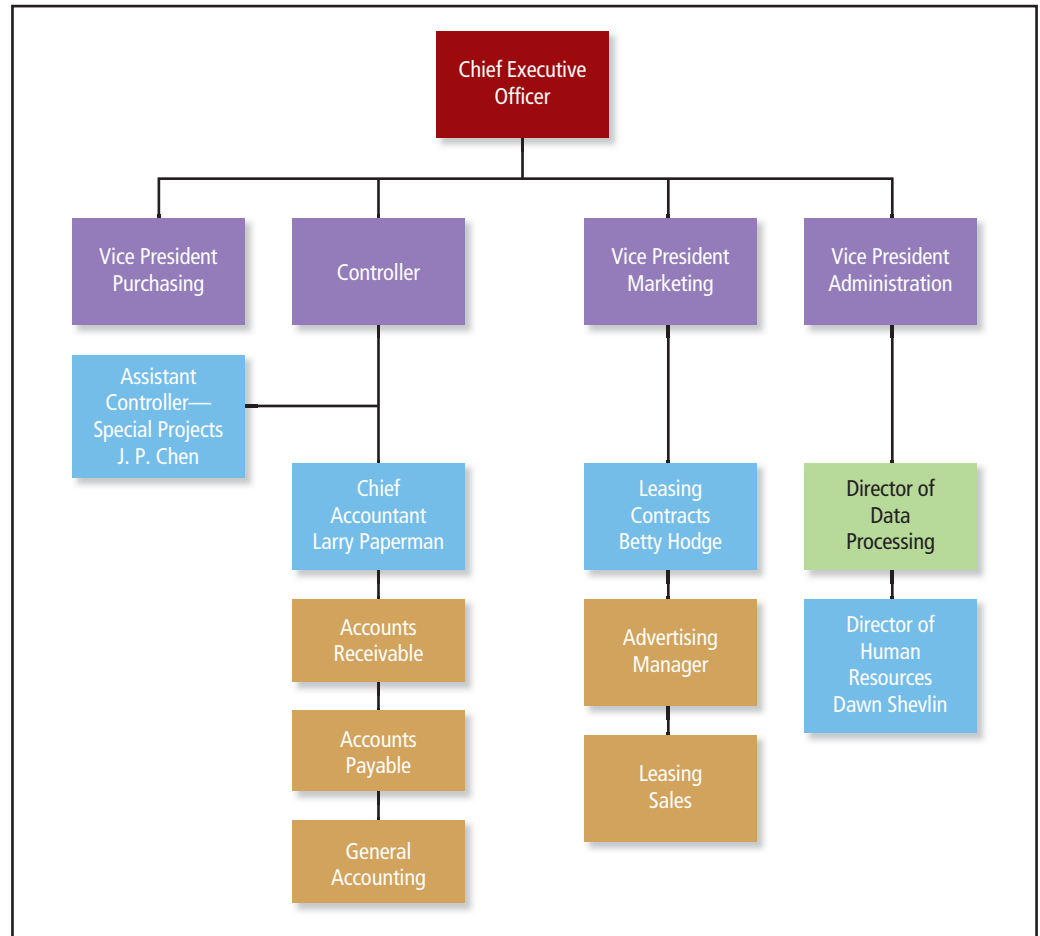 Chief Executive
Officer
Vice President
Purchasing
Controller
Vice President
Marketing
Vice President
Administration
Assistant
Controller—
Special Projects
J. P. Chen
Chief
Accountant
Larry Paperman
Leasing
Contracts
Betty Hodge
Director of
Data
Processing
Accounts
Receivable
Advertising
Manager
Director of
Human
Resources
Dawn Shevlin
Accounts
Payable
Leasing
Sales
General
Accounting